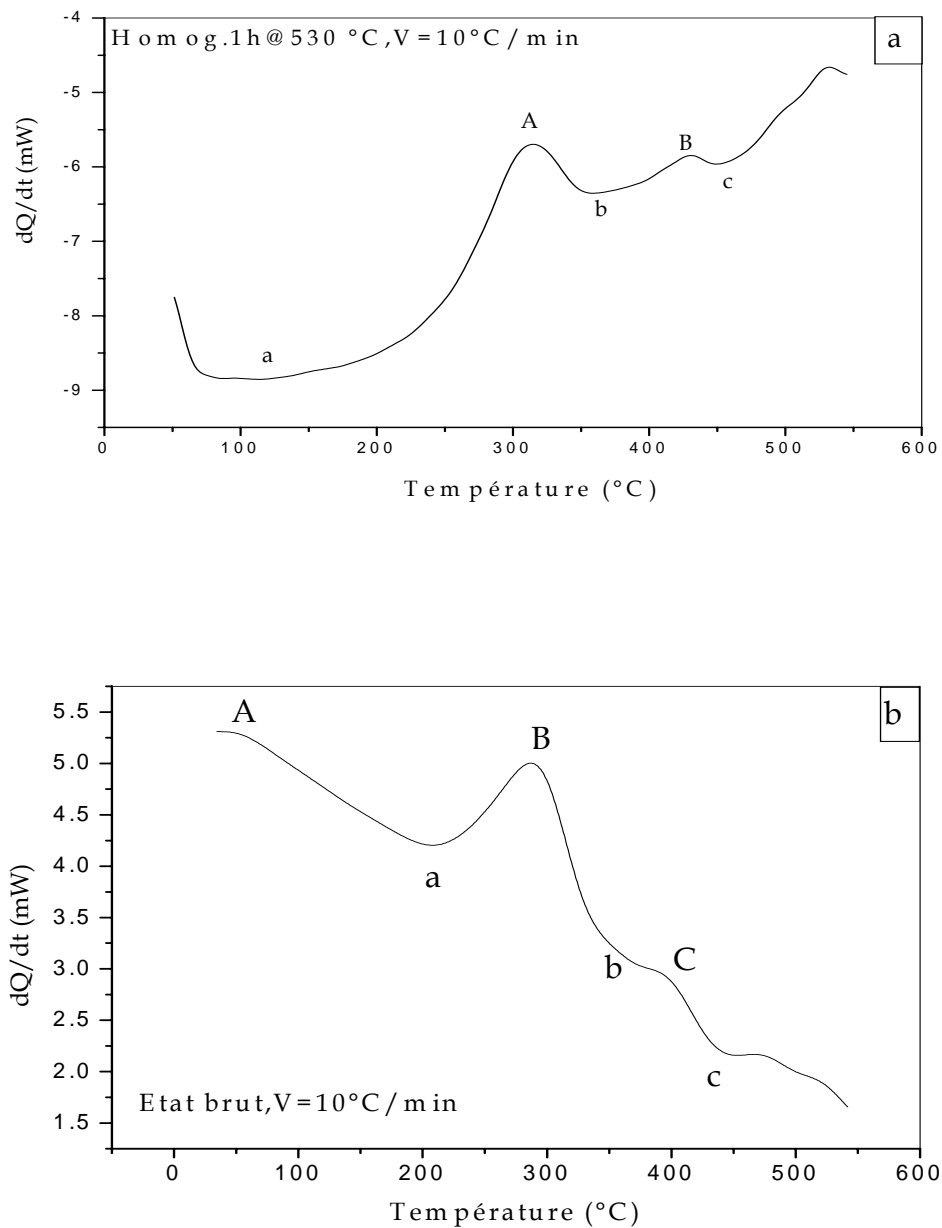 -4
Homog.1h@530 °C,V=10°C/min
a
-5
A
B
-6
c
b
dQ/dt (mW)
-7
-8
a
-9
0 100 200 300 400 500 600
Température (°C)
5.5
A
b
B
5.0
4.5
4.0
a
3.5
dQ/dt (mW)
3.0
b
C
2.5
2.0
c
Etat brut,V=10°C/min
1.5
0 100 200 300 400 500 600
Température (°C)